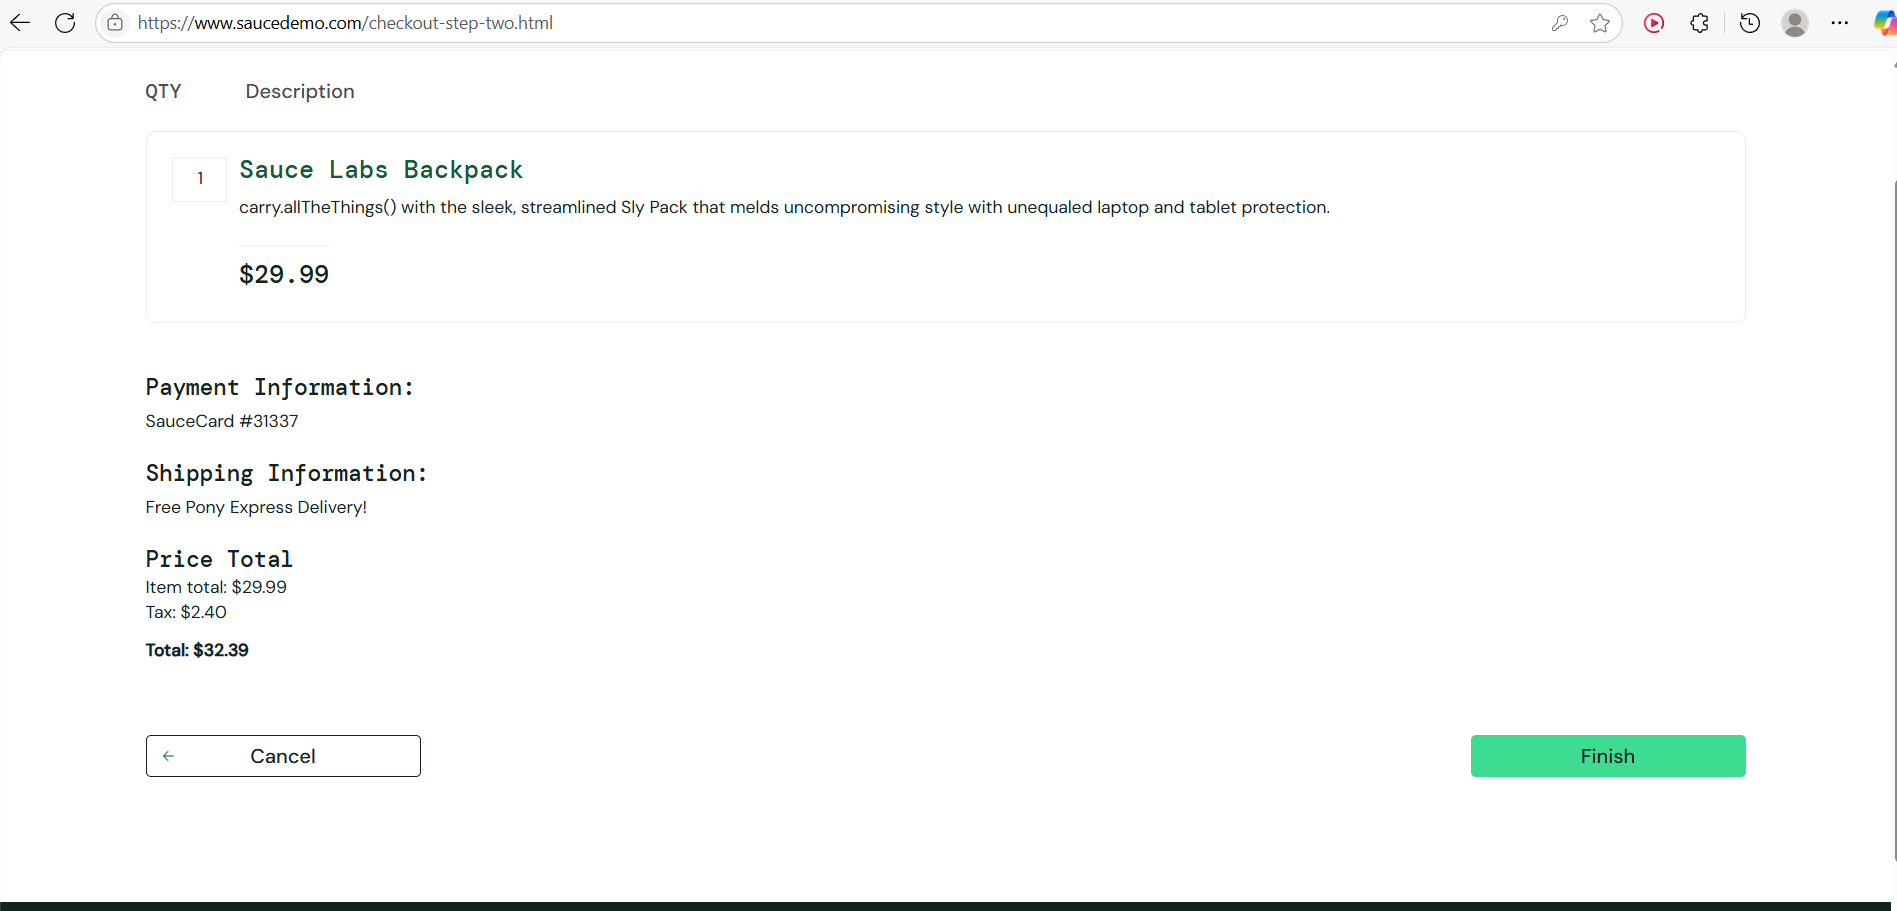 https://www.saucedemo.com/checkout-step-two.html
QTY Description
1 Sauce Labs Backpack
carry.allTheThings() with the sleek, streamlined Sly Pack that melds uncompromising style with unequaled laptop and tablet protection.
$29.99
Payment Information:
SauceCard #31337
Shipping Information:
Free Pony Express Delivery!
Price Total
Item total: $29.99
Tax: $2.40
Total: $32.39
Cancel Finish